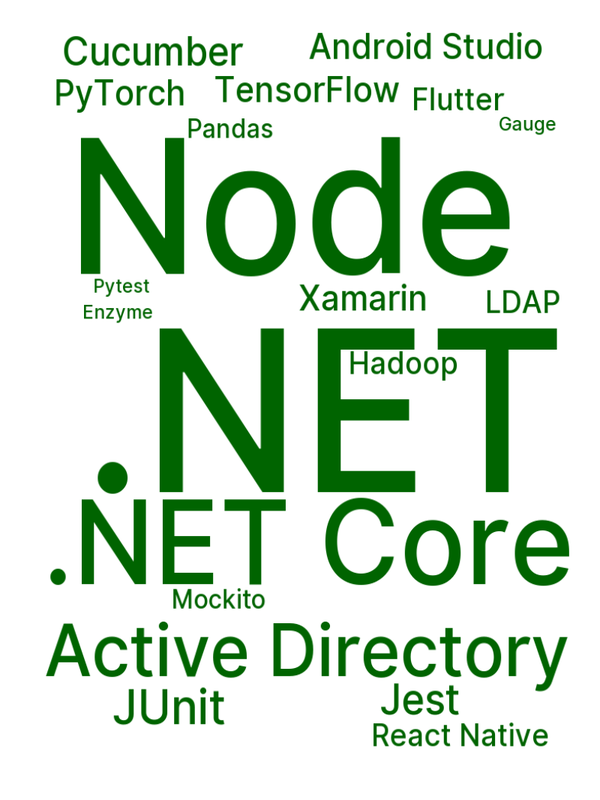 Cucumber
Android Studio
PyTorch
TensorFlow
Flutter
Pandas
Gauge
Node
Pytest
Xamarin
LDAP
Enzyme
.NET
Hadoop
.NET Core
Mockito
Active Directory
JUnit
Jest
React Native